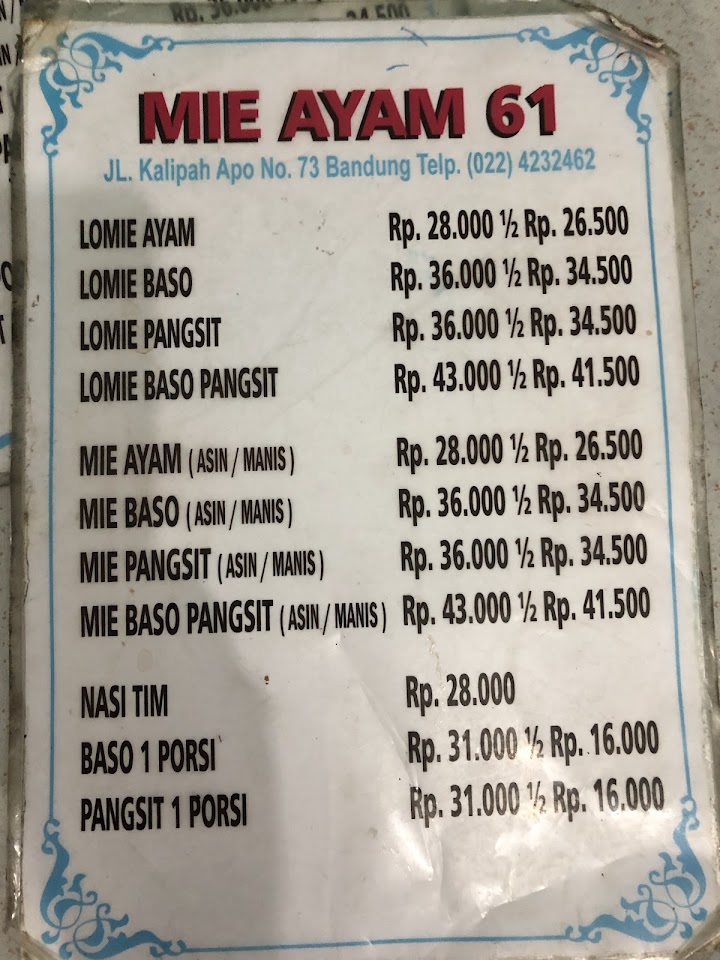 Rp. 36.000
34.500
MIE AYAM 61
JL. Kalipah Apo No. 73 Bandung Telp. (022) 4232462
LOMIE AYAM Rp. 28.000 ½ Rp. 26.500
LOMIE BASO Rp. 36.000 ½ Rp. 34.500
LOMIE PANGSIT Rp. 36.000 ½ Rp. 34.500
LOMIE BASO PANGSIT Rp. 43.000 ½ Rp. 41.500
MIE AYAM ( ASIN / MANIS ) Rp. 28.000 ½ Rp. 26.500
MIE BASO ( ASIN / MANIS ) Rp. 36.000 ½ Rp. 34.500
MIE PANGSIT ( ASIN / MANIS ) Rp. 36.000 ½ Rp. 34.500
MIE BASO PANGSIT ( ASIN / MANIS ) Rp. 43.000 ½ Rp. 41.500
NASI TIM Rp. 28.000
BASO 1 PORSI Rp. 31.000 ½ Rp. 16.000
PANGSIT 1 PORSI Rp. 31.000 ½ Rp. 16.000